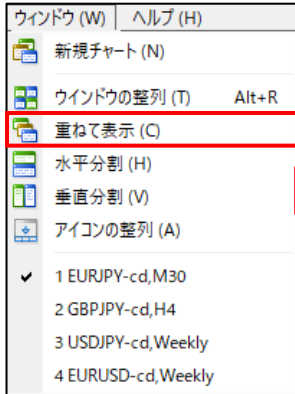 ウィンドウ (W) ヘルプ (H)
新規チャート (N)
ウインドウの整列 (T) Alt+R
重ねて表示 (C)
水平分割 (H)
垂直分割 (V)
アイコンの整列 (A)
✔ 1 EURJPY-cd,M30
2 GBPJPY-cd,H4
3 USDJPY-cd,Weekly
4 EURUSD-cd,Weekly